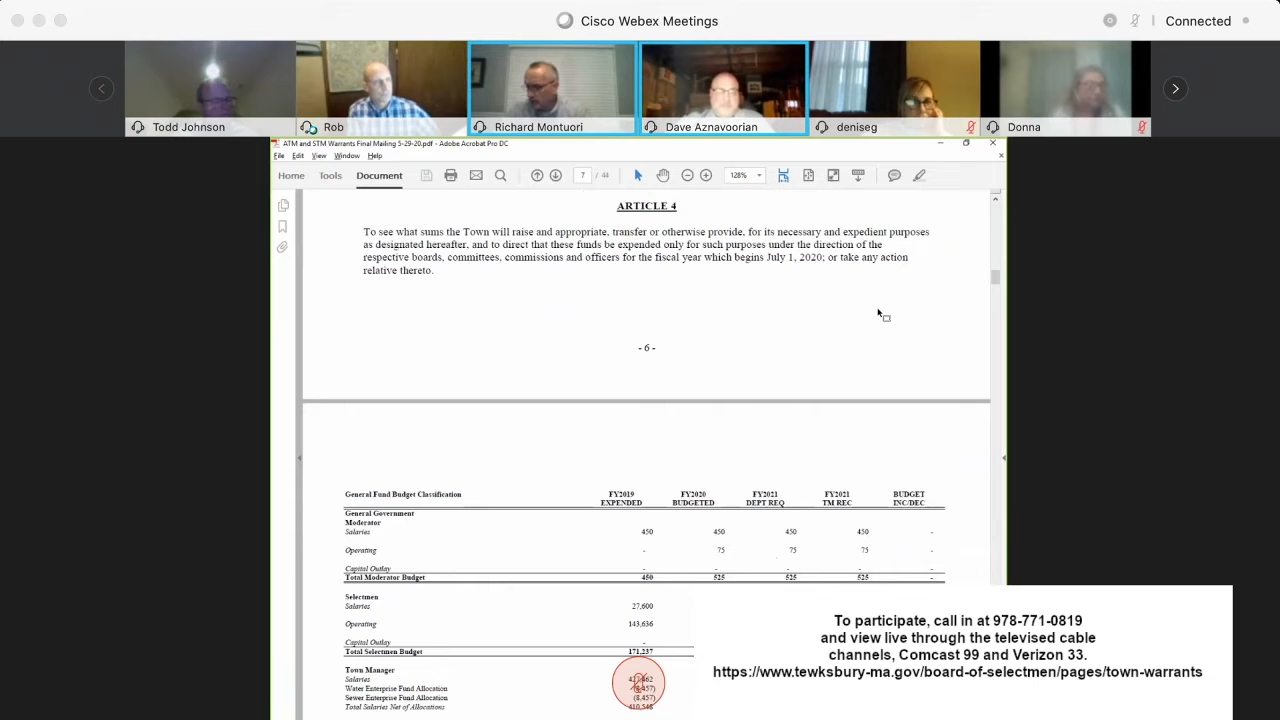 Cisco Webex Meetings
Connected
Todd Johnson
Rob
Richard Montuori
Dave Aznavoorian
deniseg
Donna
ATM and STM Warrants Final Mailing 5-29-20.pdf - Adobe Acrobat Pro DC
File Edit View Window Help
Home Tools Document 7 / 44 128%
ARTICLE 4
To see what sums the Town will raise and appropriate, transfer or otherwise provide, for its necessary and expedient purposes
as designated hereafter, and to direct that these funds be expended only for such purposes under the direction of the
respective boards, committees, commissions and officers for the fiscal year which begins July 1, 2020; or take any action
relative thereto.
- 6 -
General Fund Budget Classification FY2019 EXPENDED FY2020 BUDGETED FY2021 DEPT REQ FY2021 TM REC BUDGET INC/DEC
General Government
Moderator
Salaries 450 450 450 450 -
Operating - 75 75 75 -
Capital Outlay - - - - -
Total Moderator Budget 450 525 525 525 -
Selectmen
Salaries 27,600
Operating 143,636
Capital Outlay -
Total Selectmen Budget 171,237
Town Manager
Salaries
Water Enterprise Fund Allocation
Sewer Enterprise Fund Allocation (8,457)
Total Salaries Net of Allocations 410,548
To participate, call in at 978-771-0819
and view live through the televised cable
channels, Comcast 99 and Verizon 33.
https://www.tewksbury-ma.gov/board-of-selectmen/pages/town-warrants